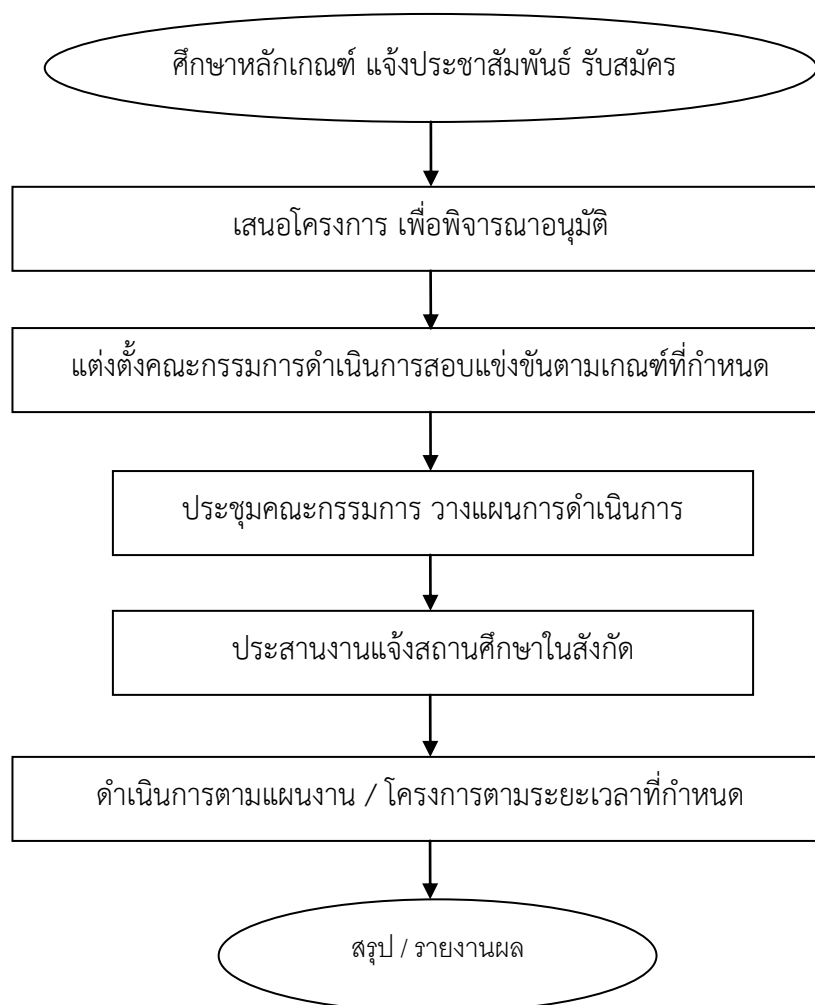 ศึกษาหลักเกณฑ์ แจ้งประชาสัมพันธ์ รับสมัคร
เสนอโครงการ เพื่อพิจารณาอนุมัติ
แต่งตั้งคณะกรรมการดำเนินการสอบแข่งขันตามเกณฑ์ที่กำหนด
ประชุมคณะกรรมการ วางแผนการดำเนินการ
ประสานงานแจ้งสถานศึกษาในสังกัด
ดำเนินการตามแผนงาน / โครงการตามระยะเวลาที่กำหนด
สรุป / รายงานผล